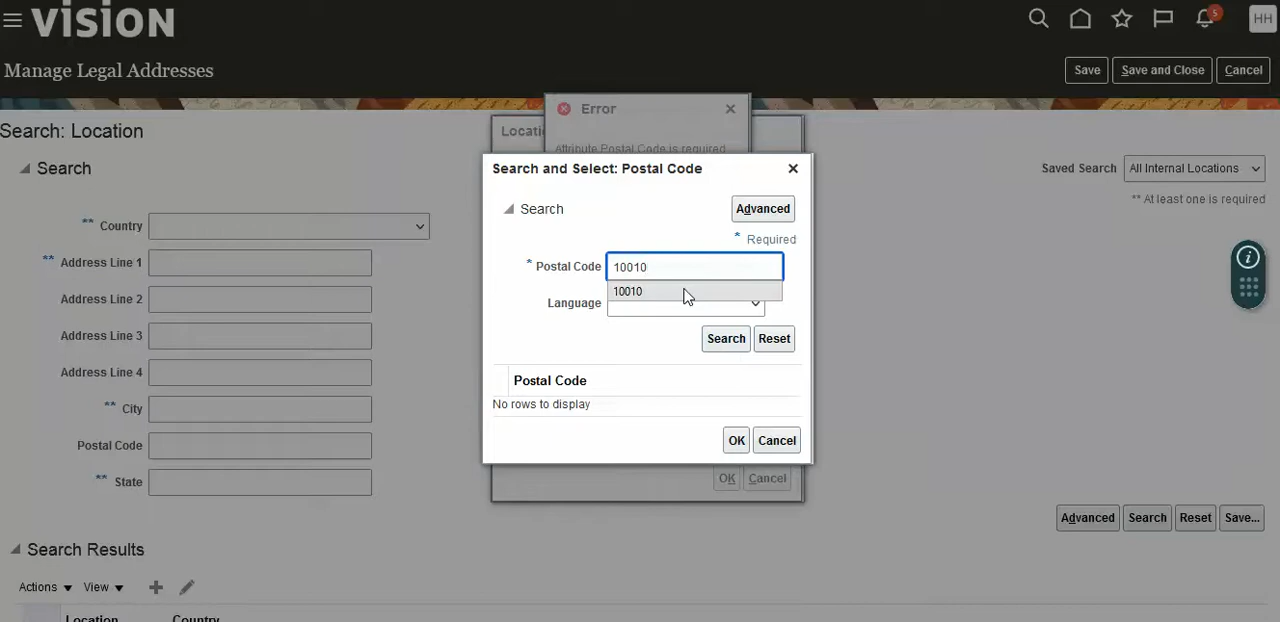 VISION
5
HH
Manage Legal Addresses
Save
Save and Close
Cancel
Search: Location
Error
Locati
Attribute Postal Code is required
Search
Saved Search
All Internal Locations
** At least one is required
Search and Select: Postal Code
Search
Advanced
* Required
* Postal Code
10010
10010
Language
Search
Reset
Postal Code
No rows to display
OK
Cancel
OK
Cancel
** Country
** Address Line 1
Address Line 2
Address Line 3
Address Line 4
** City
Postal Code
** State
Advanced
Search
Reset
Save...
Search Results
Actions
View
Location
Country